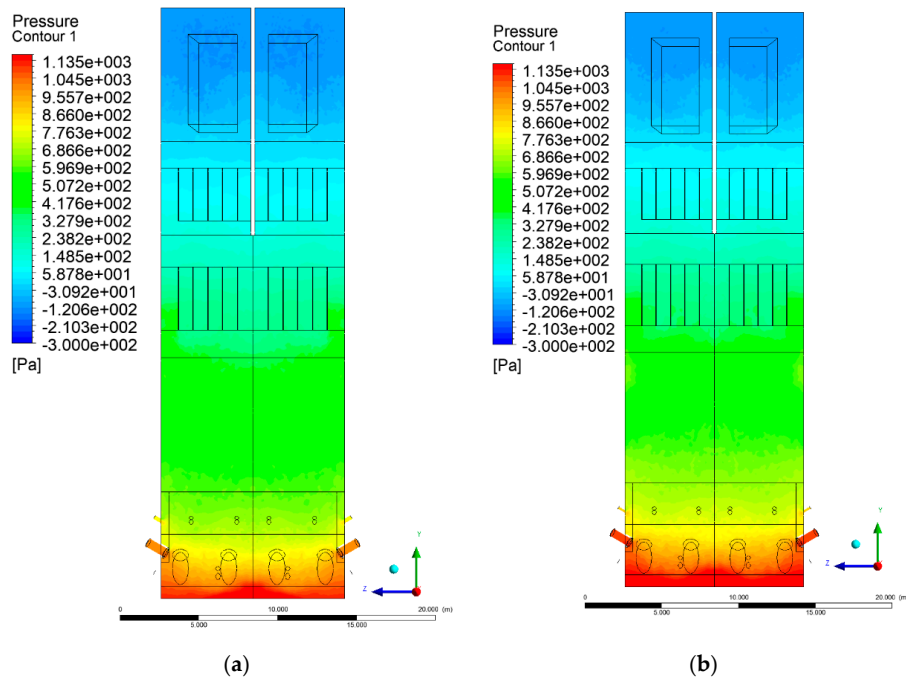 Pressure
Contour 1
1.135e+003
1.045e+003
9.557e+002
8.660e+002
7.763e+002
6.866e+002
5.969e+002
5.072e+002
4.176e+002
3.279e+002
2.382e+002
1.485e+002
5.878e+001
-3.092e+001
-1.206e+002
-2.103e+002
-3.000e+002
[Pa]
Y
Z
0 10.000 20.000 (m)
5.000 15.000
(a)
Pressure
Contour 1
1.135e+003
1.045e+003
9.557e+002
8.660e+002
7.763e+002
6.866e+002
5.969e+002
5.072e+002
4.176e+002
3.279e+002
2.382e+002
1.485e+002
5.878e+001
-3.092e+001
-1.206e+002
-2.103e+002
-3.000e+002
[Pa]
Y
Z
0 10.000 20.000 (m)
5.000 15.000
(b)